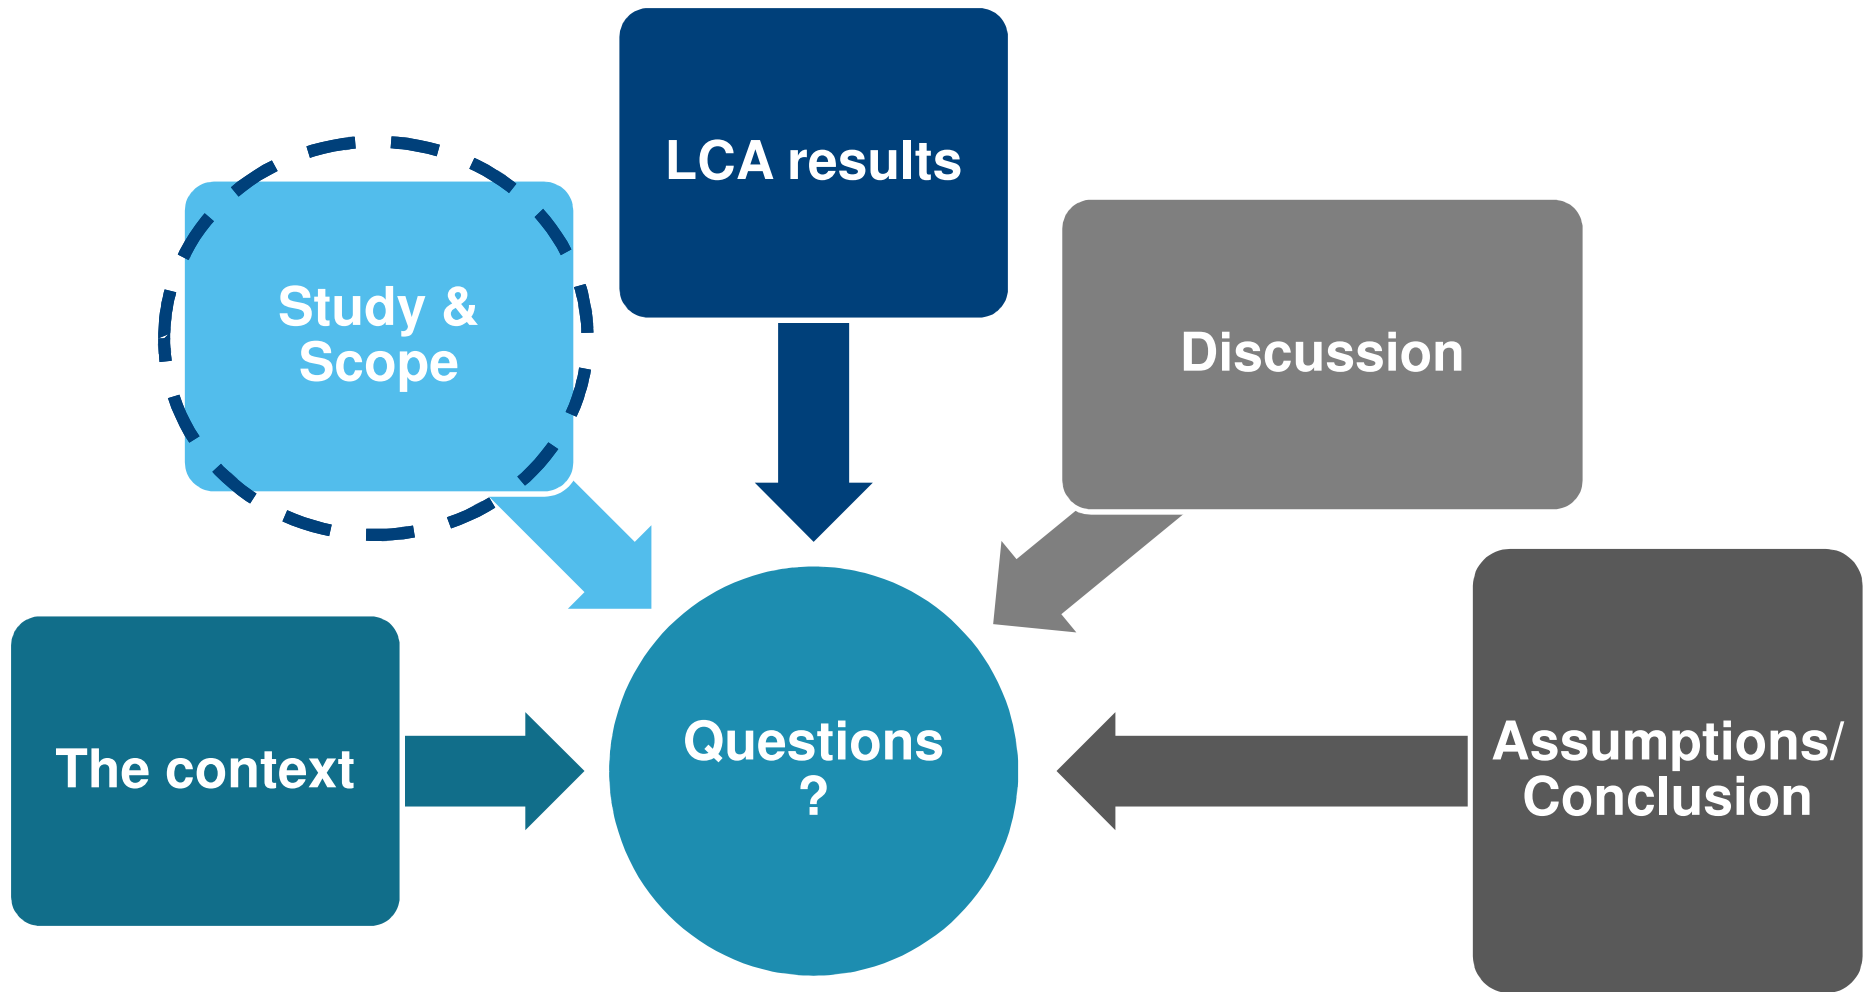 LCA results
Study &
Scope
Discussion
The context
Questions
?
Assumptions/
Conclusion